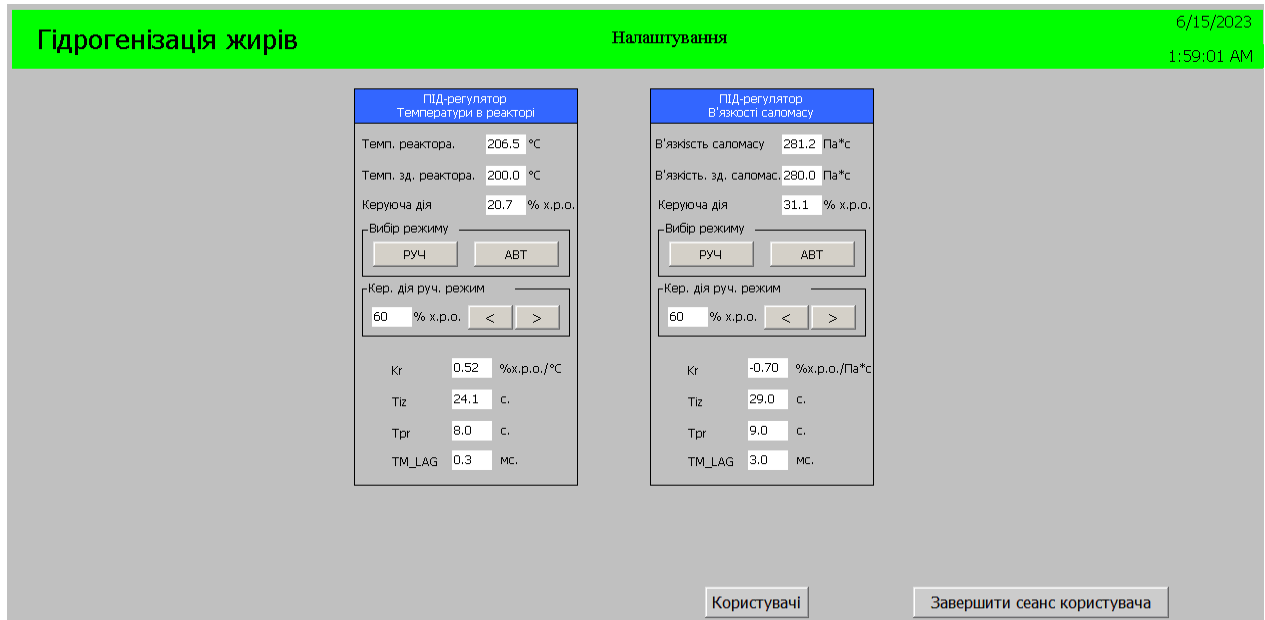 Гідрогенізація жирів
Налаштування
6/15/2023
1:59:01 AM
ПІД-регулятор
Температури в реакторі
Темп. реактора. 206.5 °C
Темп. зд. реактора. 200.0 °C
Керуюча дія 20.7 % х.р.о.
Вибір режиму
РУЧ АВТ
Кер. дія руч. режим
60 % х.р.о. < >
Kr 0.52 %х.р.о./°C
Tiz 24.1 с.
Tpr 8.0 с.
TM_LAG 0.3 мс.
ПІД-регулятор
В'язкості саломасу
В'язкість саломасу 281.2 Па*с
В'язкість. зд. саломас. 280.0 Па*с
Керуюча дія 31.1 % х.р.о.
Вибір режиму
РУЧ АВТ
Кер. дія руч. режим
60 % х.р.о. < >
Kr -0.70 %х.р.о./Па*с
Tiz 29.0 с.
Tpr 9.0 с.
TM_LAG 3.0 мс.
Користувачі
Завершити сеанс користувача